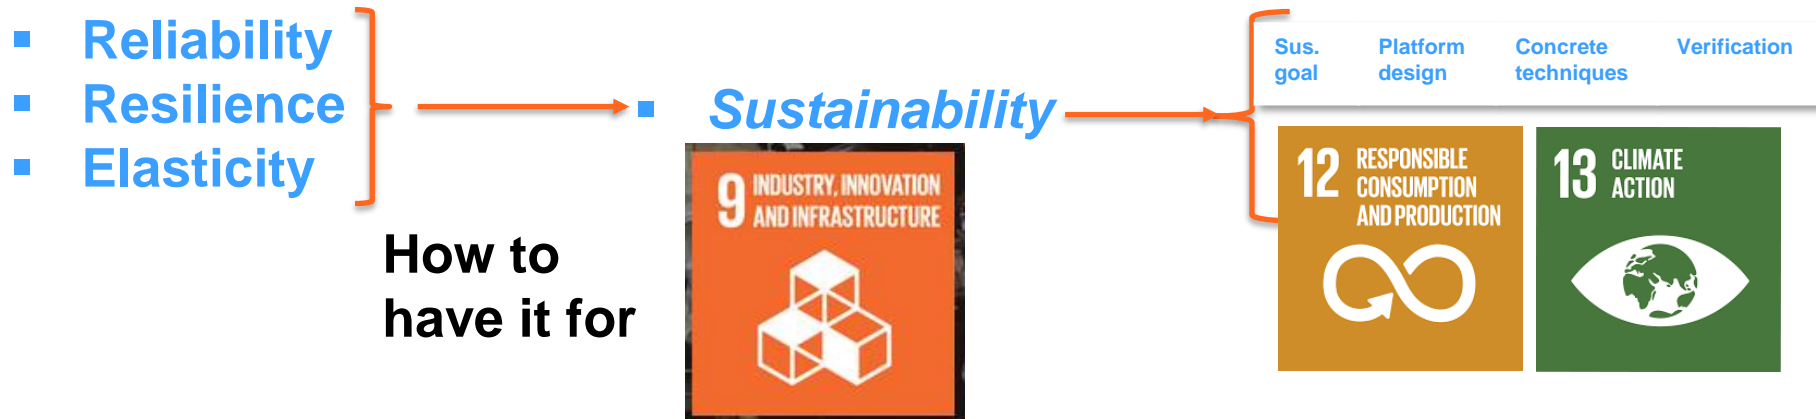 ▪ Reliability
▪ Resilience
▪ Elasticity
How to
have it for
▪ Sustainability
9 INDUSTRY, INNOVATION
AND INFRASTRUCTURE
Sus. goal
Platform design
Concrete techniques
Verification
12 RESPONSIBLE
CONSUMPTION
AND PRODUCTION
13 CLIMATE
ACTION